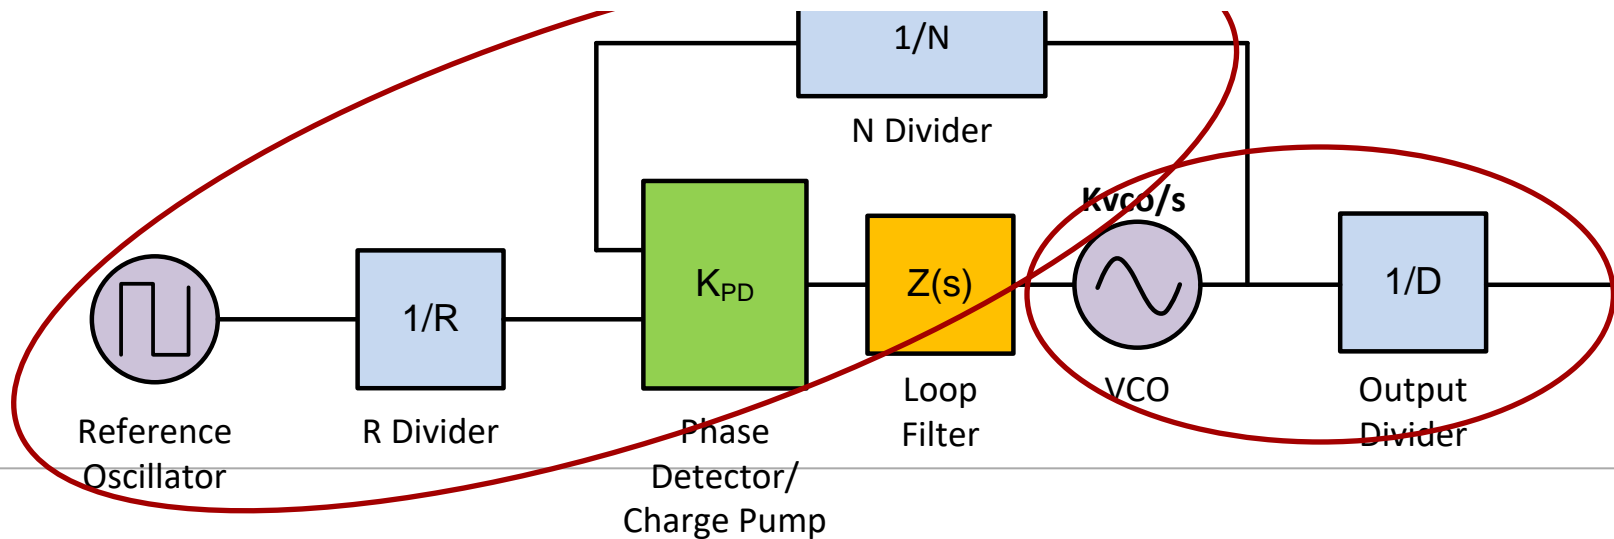 1/N
N Divider
Kvco/s
1/R
KPD
Z(s)
1/D
Reference
Oscillator
R Divider
Phase
Detector/
Charge Pump
Loop
Filter
VCO
Output
Divider